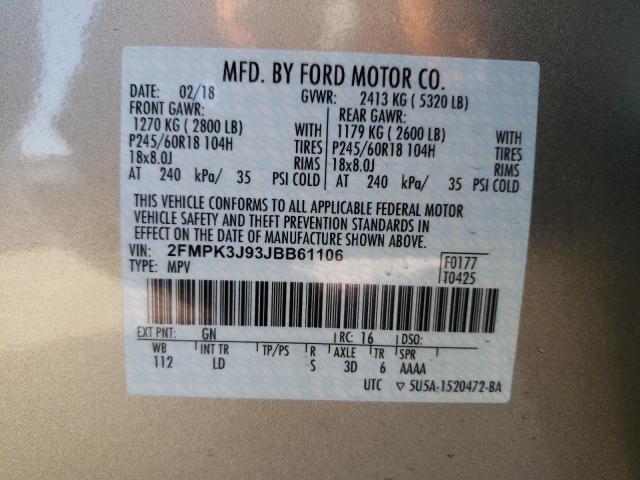 MFD. BY FORD MOTOR CO.
DATE: 02/18 GVWR: 2413 KG ( 5320 LB)
FRONT GAWR: REAR GAWR:
1270 KG ( 2800 LB) WITH 1179 KG ( 2600 LB) WITH
P245/60R18 104H TIRES P245/60R18 104H TIRES
18x8.0J RIMS 18x8.0J RIMS
AT 240 kPa/ 35 PSI COLD AT 240 kPa/ 35 PSI COLD
THIS VEHICLE CONFORMS TO ALL APPLICABLE FEDERAL MOTOR
VEHICLE SAFETY AND THEFT PREVENTION STANDARDS IN
EFFECT ON THE DATE OF MANUFACTURE SHOWN ABOVE.
VIN: 2FMPK3J93JBB61106 F0177
TYPE: MPV T0425
EXT PNT: GN RC: 16 DSO:
WB INT TR TP/PS R AXLE TR SPR
112 LD S 3D 6 AAAA
UTC ▽ 5U5A-1520472-BA